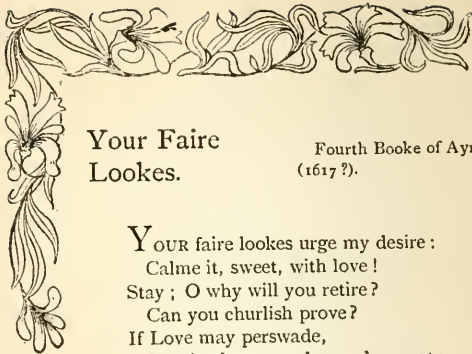 Your Faire
Lookes.
Fourth Booke of Ay
(1617?).
YOUR faire lookes urge my desire :
Calme it, sweet, with love !
Stay ; O why will you retire ?
Can you churlish prove ?
If Love may perswade,